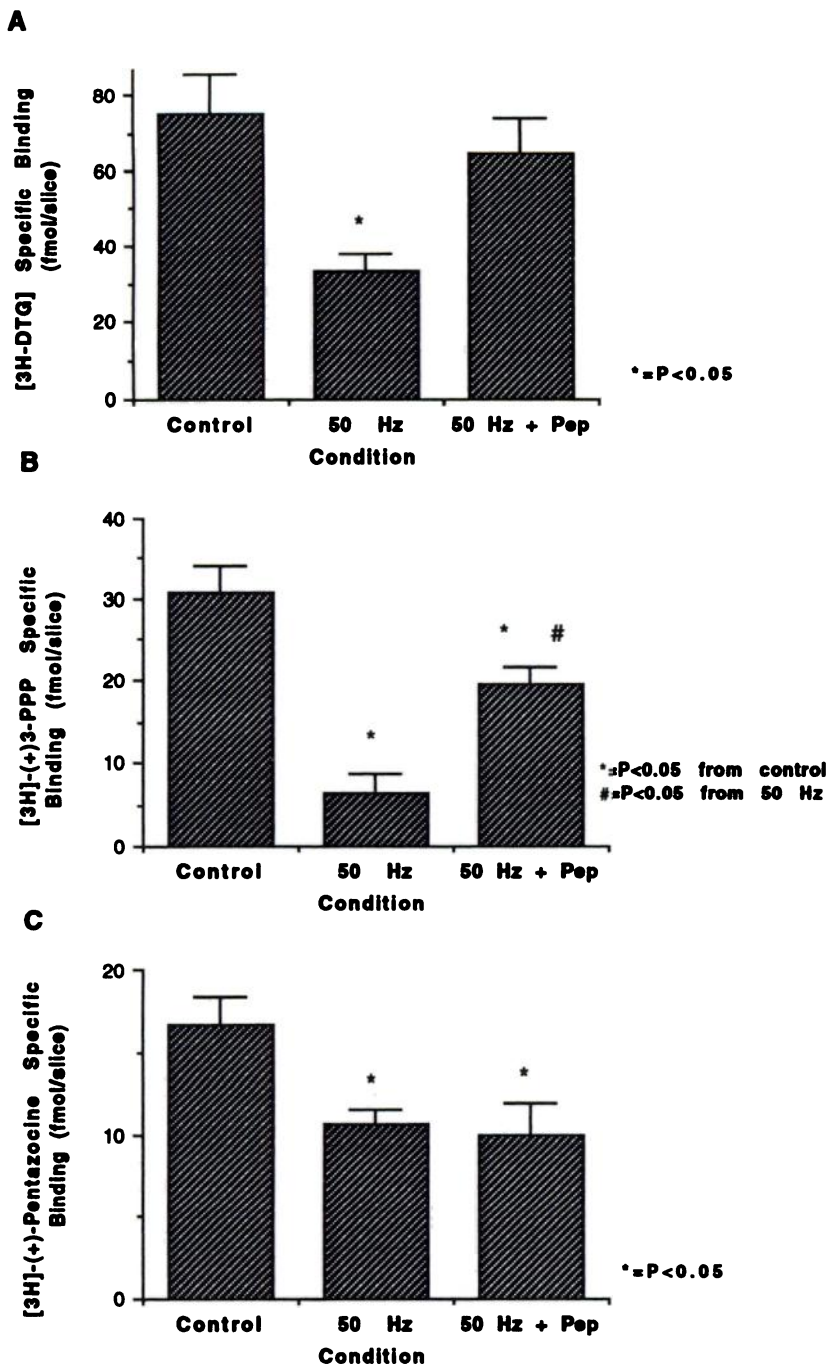 A
[3H-DTG] Specific Binding
(fmol/slice)
80
60
40
20
0
*
*=P<0.05
Control 50 Hz 50 Hz + Pep
Condition
B
[3H]-(+)3-PPP Specific
Binding (fmol/slice)
40
30
20
10
0
*
* #
*=P<0.05 from control
#=P<0.05 from 50 Hz
Control 50 Hz 50 Hz + Pep
Condition
C
[3H]-(+)-Pentazocine Specific
Binding (fmol/slice)
20
10
0
*
*
*=P<0.05
Control 50 Hz 50 Hz + Pep
Condition